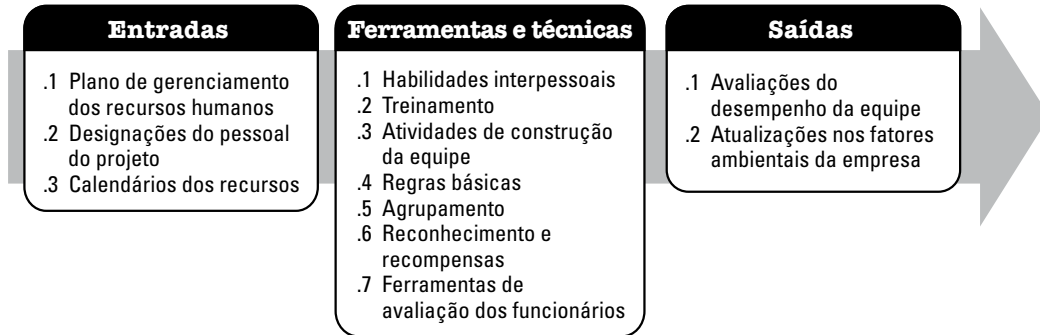 Entradas
.1 Plano de gerenciamento
dos recursos humanos
.2 Designações do pessoal
do projeto
.3 Calendários dos recursos
Ferramentas e técnicas
.1 Habilidades interpessoais
.2 Treinamento
.3 Atividades de construção
da equipe
.4 Regras básicas
.5 Agrupamento
.6 Reconhecimento e
recompensas
.7 Ferramentas de
avaliação dos funcionários
Saídas
.1 Avaliações do
desempenho da equipe
.2 Atualizações nos fatores
ambientais da empresa